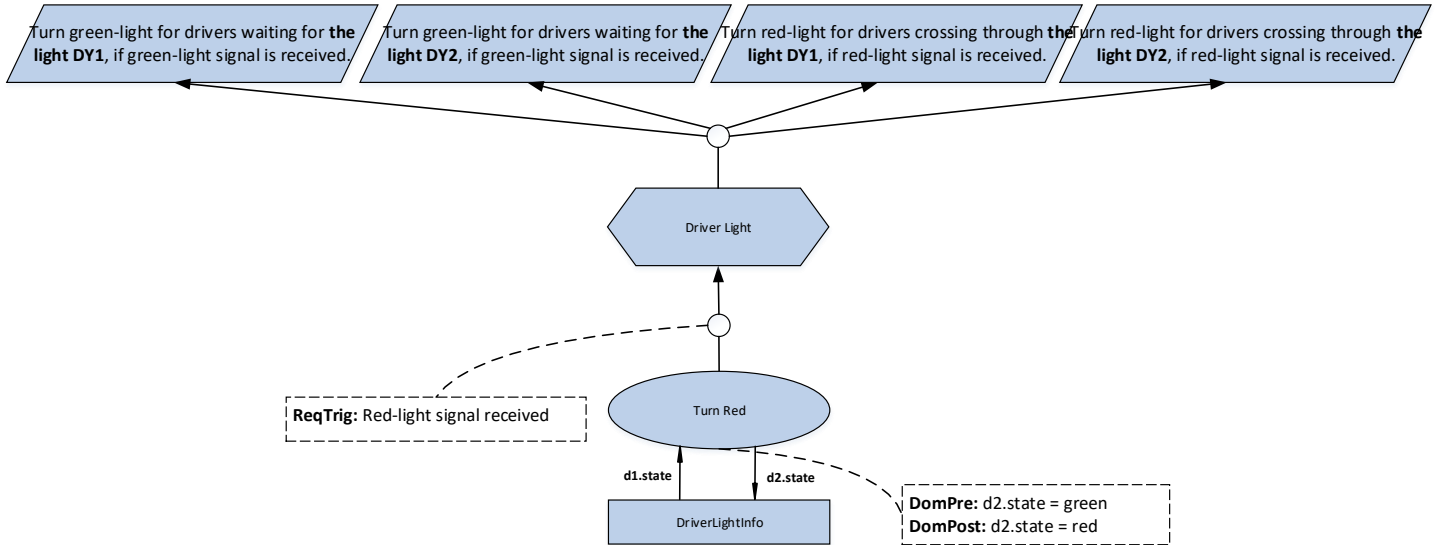 Turn green-light for drivers waiting for the
light DY1, if green-light signal is received.
Turn green-light for drivers waiting for the
light DY2, if green-light signal is received.
Turn red-light for drivers crossing through the
light DY1, if red-light signal is received.
Turn red-light for drivers crossing through the
light DY2, if red-light signal is received.
Driver Light
ReqTrig: Red-light signal received
Turn Red
d1.state
d2.state
DomPre: d2.state = green
DomPost: d2.state = red
DriverLightInfo